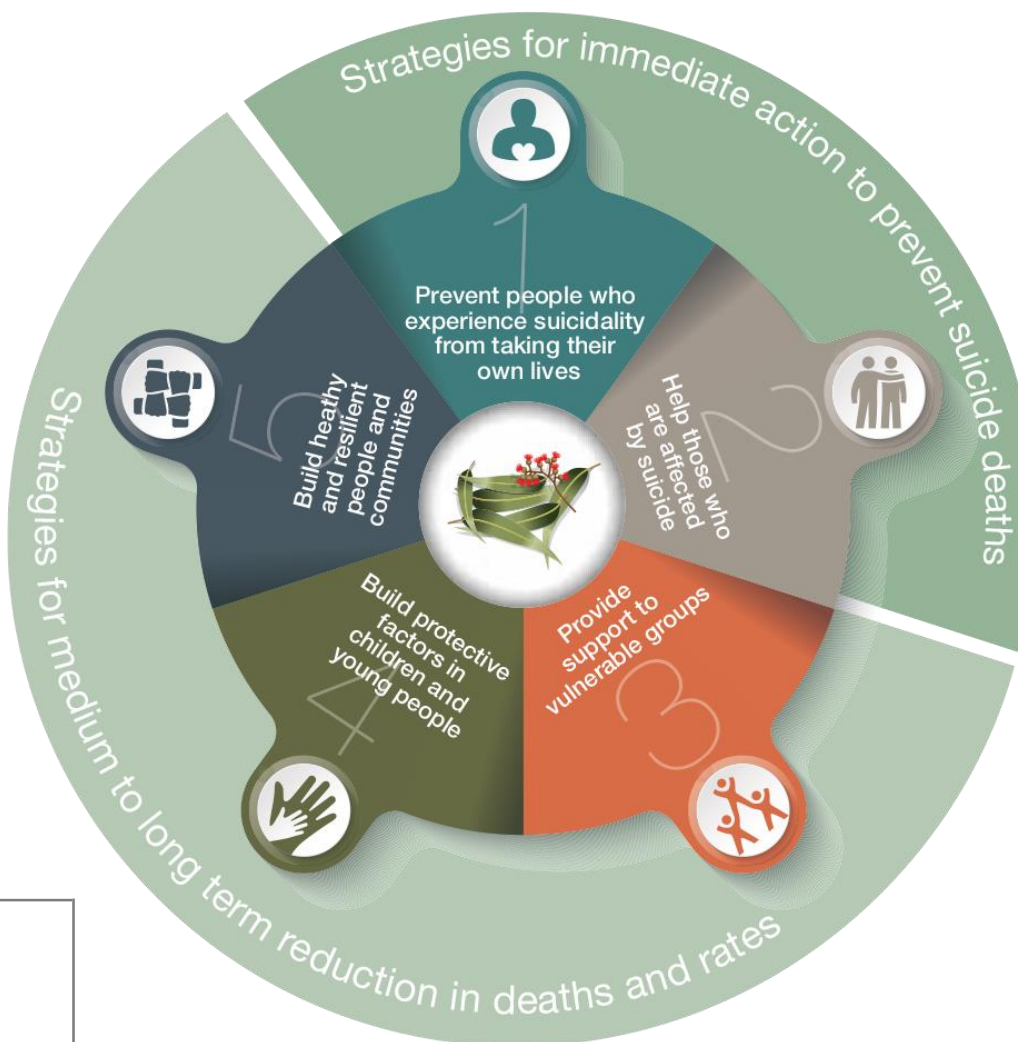 Strategies for immediate action to prevent suicide deaths
1
Prevent people who
experience suicidality
from taking their
own lives
2
Help those who
are affected
by suicide
3
Provide
support to
vulnerable groups
4
Build protective
factors in
children and
young people
5
Build heathy
and resilient
people and
communities
Strategies for medium to long term reduction in deaths and rates